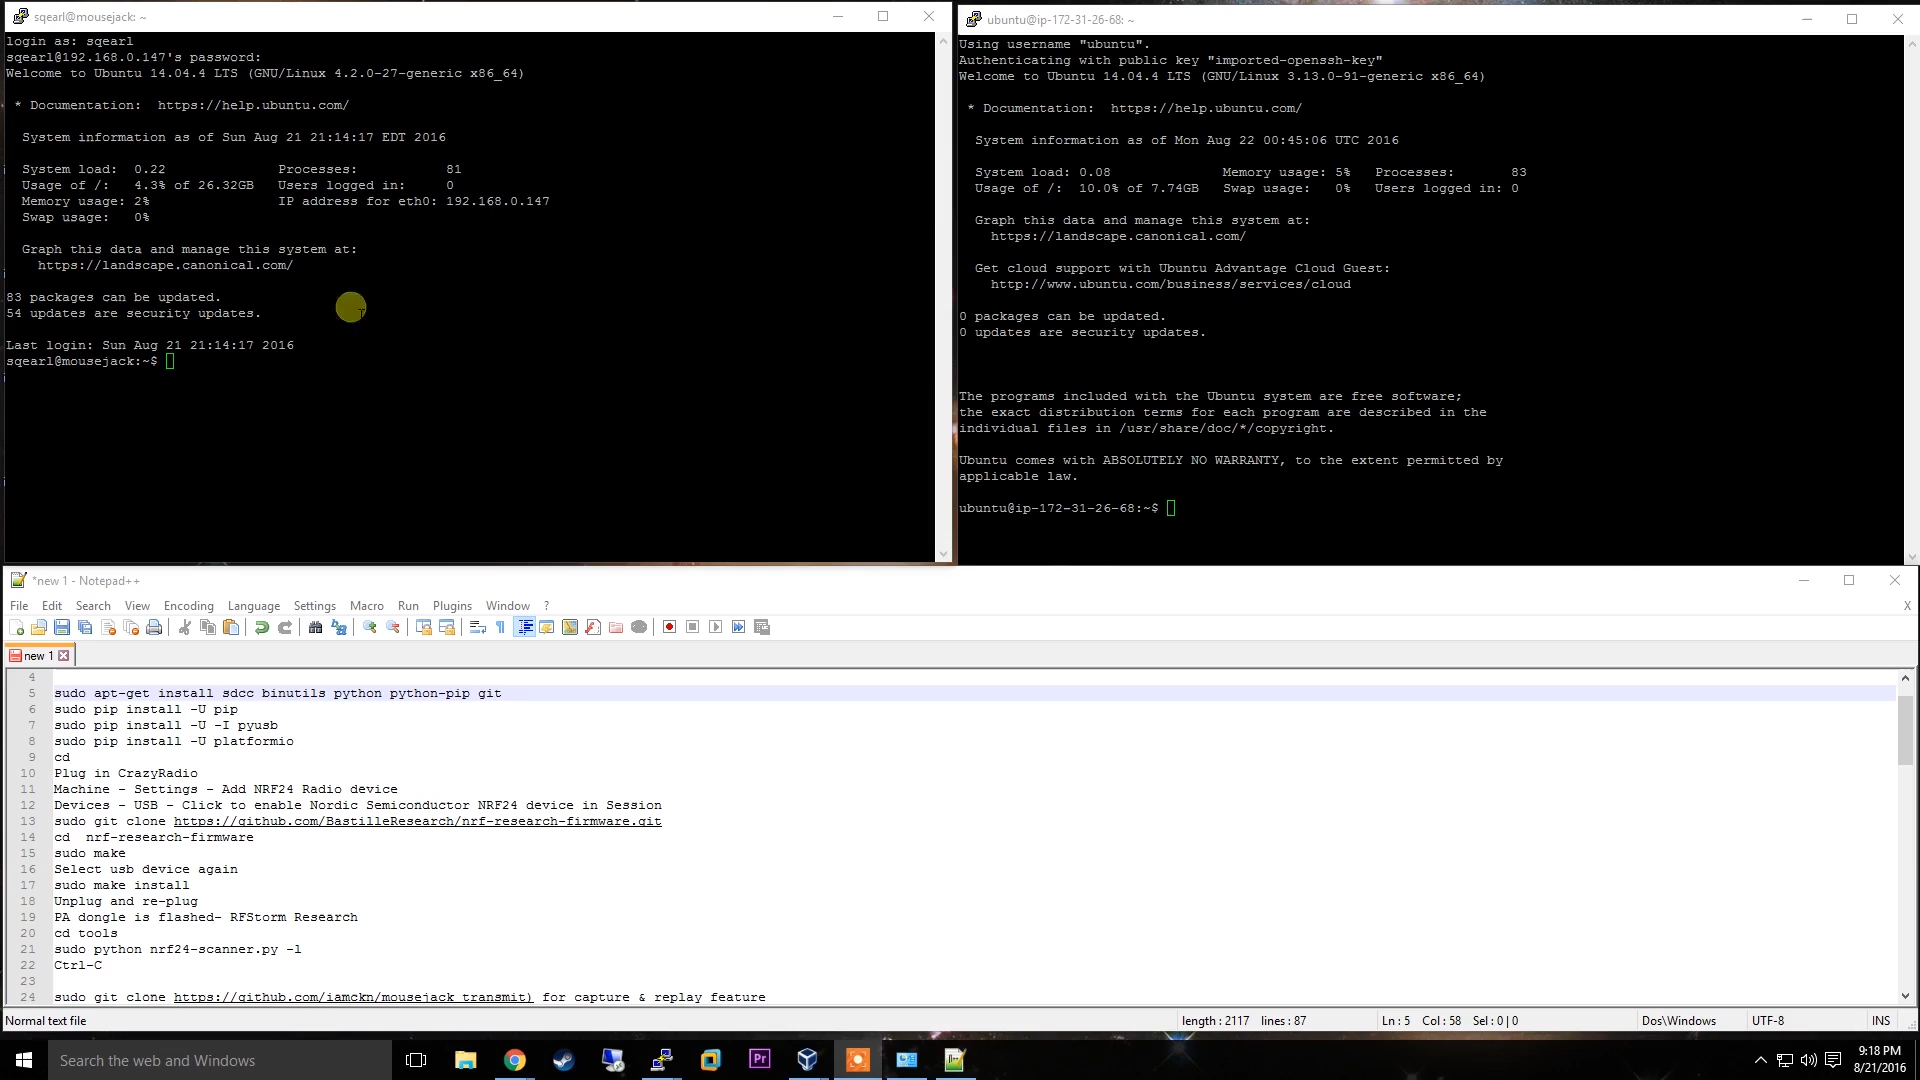 sqearl@mousejack: ~
login as: sqearl
sqearl@192.168.0.147's password:
Welcome to Ubuntu 14.04.4 LTS (GNU/Linux 4.2.0-27-generic x86_64)
* Documentation:  https://help.ubuntu.com/
System information as of Sun Aug 21 21:14:17 EDT 2016
System load:  0.22              Processes:           81
Usage of /:   4.3% of 26.32GB   Users logged in:     0
Memory usage: 2%                IP address for eth0: 192.168.0.147
Swap usage:   0%
Graph this data and manage this system at:
https://landscape.canonical.com/
83 packages can be updated.
54 updates are security updates.
Last login: Sun Aug 21 21:14:17 2016
sqearl@mousejack:~$
ubuntu@ip-172-31-26-68: ~
Using username "ubuntu".
Authenticating with public key "imported-openssh-key"
Welcome to Ubuntu 14.04.4 LTS (GNU/Linux 3.13.0-91-generic x86_64)
* Documentation:  https://help.ubuntu.com/
System information as of Mon Aug 22 00:45:06 UTC 2016
System load: 0.08              Memory usage: 5%   Processes:       83
Usage of /:  10.0% of 7.74GB   Swap usage:   0%   Users logged in: 0
Graph this data and manage this system at:
https://landscape.canonical.com/
Get cloud support with Ubuntu Advantage Cloud Guest:
http://www.ubuntu.com/business/services/cloud
0 packages can be updated.
0 updates are security updates.
The programs included with the Ubuntu system are free software;
the exact distribution terms for each program are described in the
individual files in /usr/share/doc/*/copyright.
Ubuntu comes with ABSOLUTELY NO WARRANTY, to the extent permitted by
applicable law.
ubuntu@ip-172-31-26-68:~$
*new 1 - Notepad++
File Edit Search View Encoding Language Settings Macro Run Plugins Window ? X
new 1
4
5 sudo apt-get install sdcc binutils python python-pip git
6 sudo pip install -U pip
7 sudo pip install -U -I pyusb
8 sudo pip install -U platformio
9 cd
10 Plug in CrazyRadio
11 Machine - Settings - Add NRF24 Radio device
12 Devices - USB - Click to enable Nordic Semiconductor NRF24 device in Session
13 sudo git clone https://github.com/BastilleResearch/nrf-research-firmware.git
14 cd  nrf-research-firmware
15 sudo make
16 Select usb device again
17 sudo make install
18 Unplug and re-plug
19 PA dongle is flashed- RFStorm Research
20 cd tools
21 sudo python nrf24-scanner.py -l
22 Ctrl-C
23
24 sudo git clone https://github.com/iamckn/mousejack_transmit) for capture & replay feature
Normal text file length : 2117 lines : 87 Ln : 5 Col : 58 Sel : 0 | 0 Dos\Windows UTF-8 INS
Search the web and Windows
Pr
9:18 PM
8/21/2016